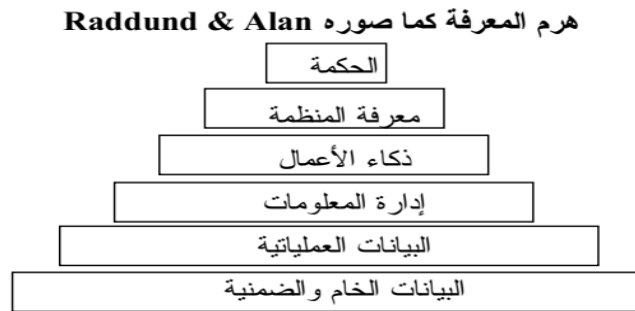 هرم المعرفة كما صوره Raddund & Alan
الحكمة
معرفة المنظمة
ذكاء الأعمال
إدارة المعلومات
البيانات العملياتية
البيانات الخام والضمنية